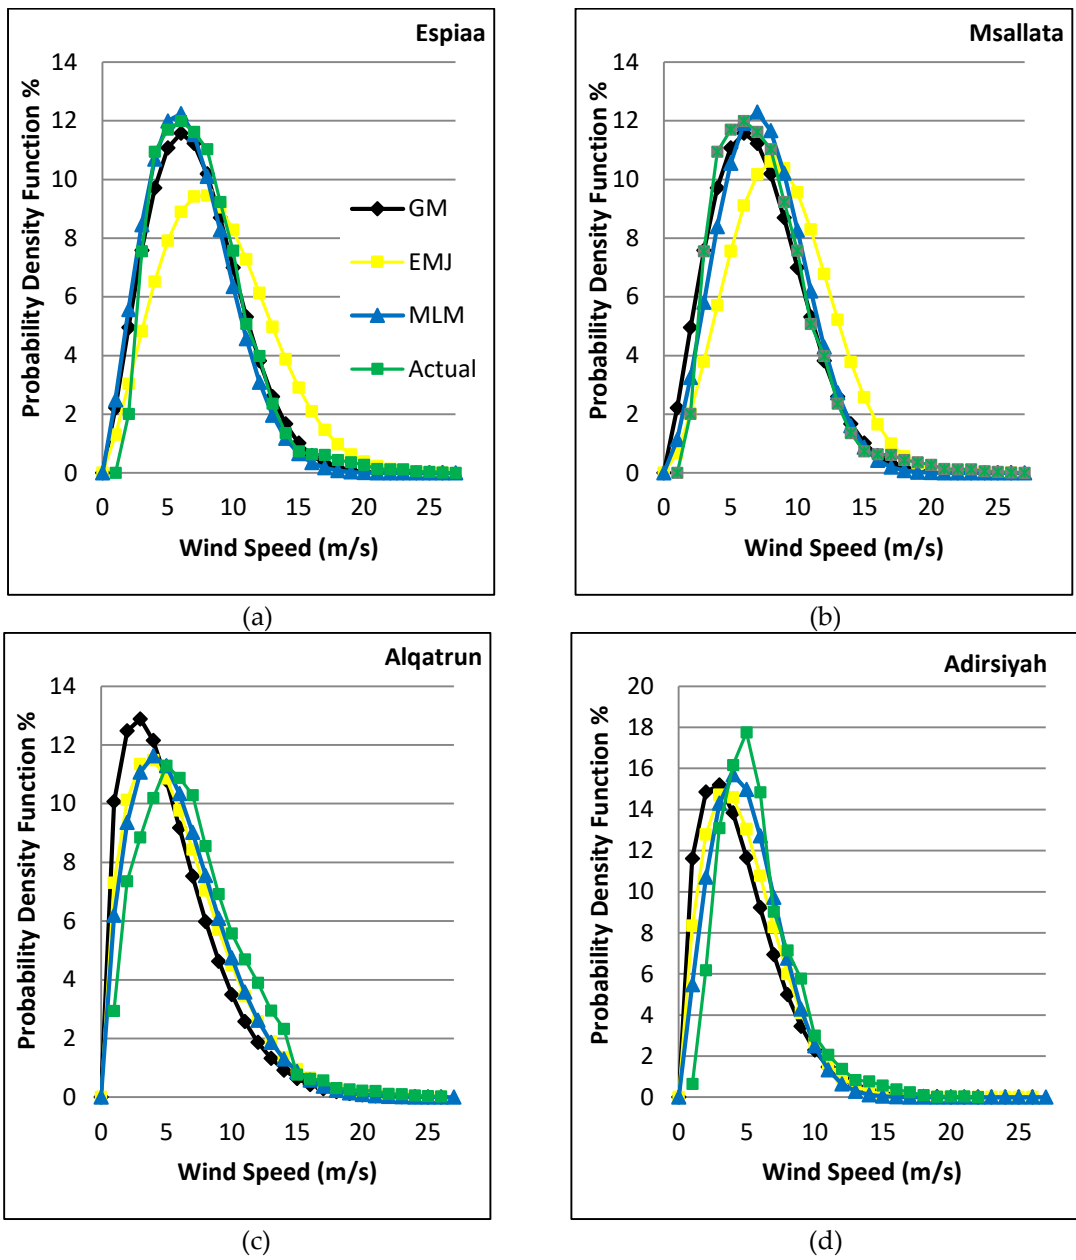 Espiaa
Probability Density Function %
14
12
10
8
6
4
2
0
0 5 10 15 20 25
Wind Speed (m/s)
GM
EMJ
MLM
Actual
(a)
Msallata
Probability Density Function %
14
12
10
8
6
4
2
0
0 5 10 15 20 25
Wind Speed (m/s)
(b)
Alqatrun
Probability Density Function %
14
12
10
8
6
4
2
0
0 5 10 15 20 25
Wind Speed (m/s)
(c)
Adirsiyah
Probability Density Function %
20
18
16
14
12
10
8
6
4
2
0
0 5 10 15 20 25
Wind Speed (m/s)
(d)